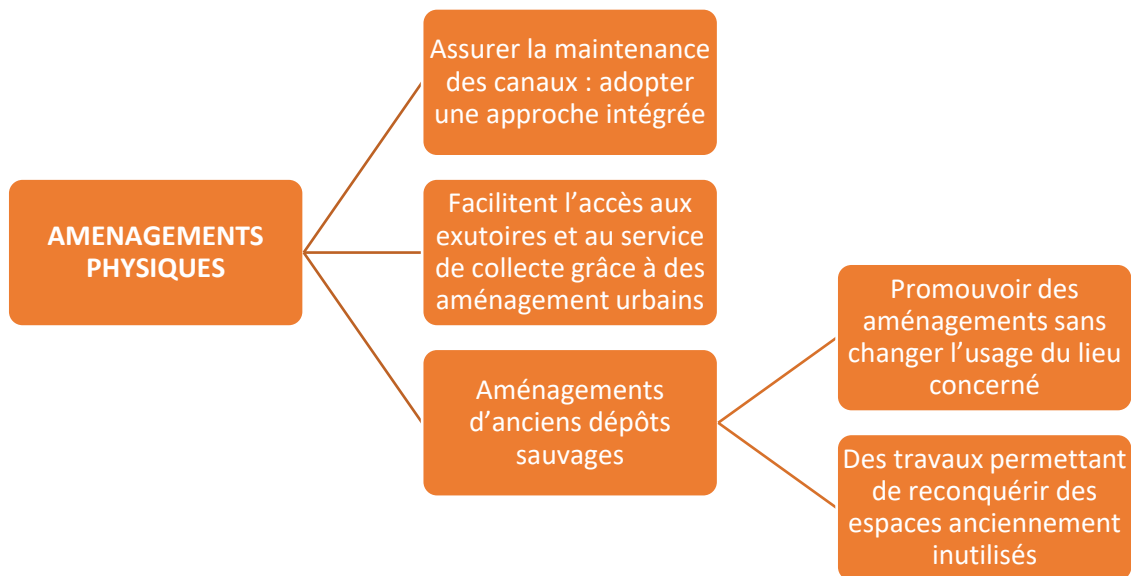 Assurer la maintenance
des canaux : adopter
une approche intégrée
AMENAGEMENTS
PHYSIQUES
Facilitent l’accès aux
exutoires et au service
de collecte grâce à des
aménagement urbains
Aménagements
d’anciens dépôts
sauvages
Promouvoir des
aménagements sans
changer l’usage du lieu
concerné
Des travaux permettant
de reconquérir des
espaces anciennement
inutilisés